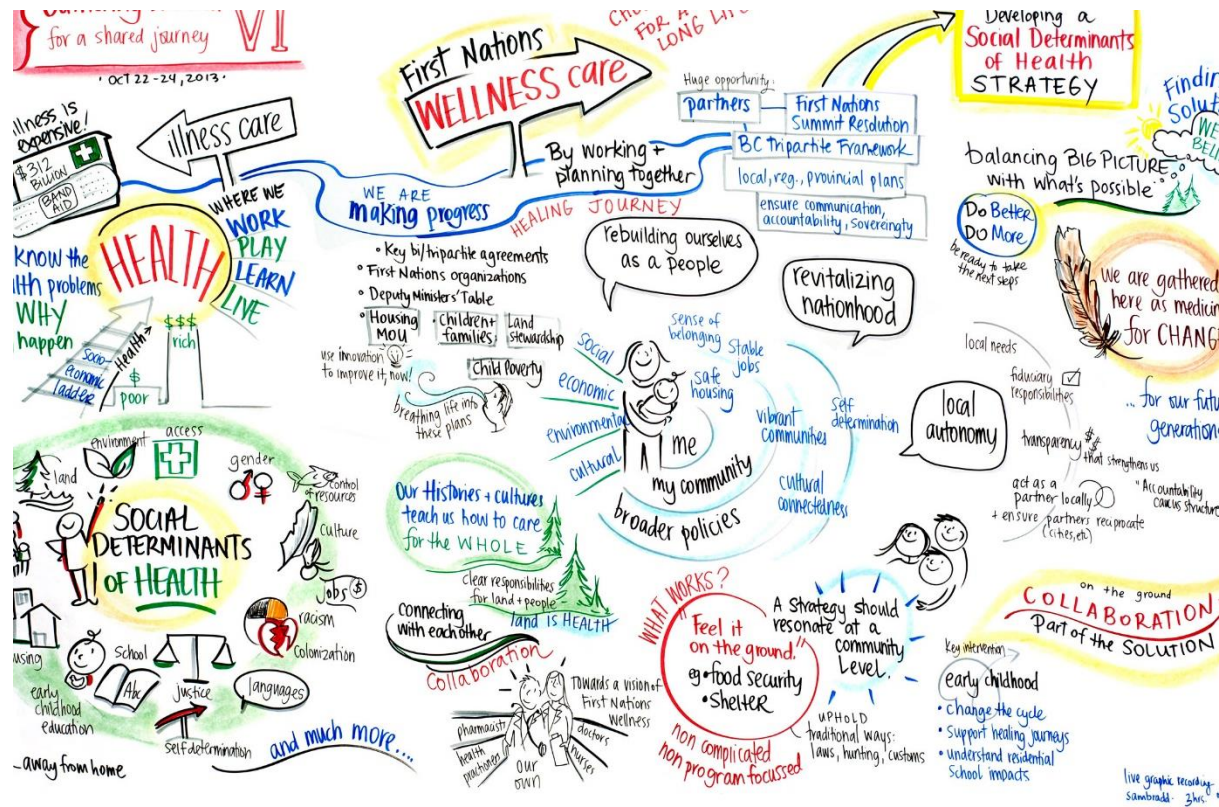 for a shared journey
VI
• OCT 22-24, 2013 •
illness is
expensive!
$312
BILLION
BAND
AID
illness care
HEALTH
WHERE WE
WORK
PLAY
LEARN
LIVE
know the
problems
WHY
happen
Socio-
economic
ladder
Health
$
poor
$$$
rich
First Nations
WELLNESS care
FOR A
LONG LIFE
WE ARE
making progress
By working +
planning together
HEALING JOURNEY
Huge opportunity:
partners
First Nations
Summit Resolution
BC Tripartite Framework
local, reg., provincial plans
ensure communication,
accountability, sovereingty
Developing a
Social Determinants
of Health
STRATEGY
Finding
balancing BIG PICTURE
with what's possible
Do Better
Do More
be ready to take
the next steps
we are gathered
here as medicine
for CHANGE
... for our future
generations
• Key bi/tripartite agreements
• First Nations organizations
• Deputy Ministers' Table
• Housing
MOU
• Children+
families
Land
stewardship
Child Poverty
use innovation
to improve it, now!
breathing life into
these plans
rebuilding ourselves
as a people
revitalizing
nationhood
social
economic
environmental
cultural
sense of
belonging
stable
jobs
safe
housing
vibrant
communities
self
determination
cultural
connectedness
me
my community
broader policies
local needs
fiduciary
responsibilities
local
autonomy
transparency
$$
that strengthens us
act as a
partner locally
+ ensure partners reciprocate
(cities, etc)
"Accountability
caucus structure
environment
access
land
gender
control
of resources
culture
jobs $
racism
colonization
SOCIAL
DETERMINANTS
of HEALTH
School
Abc
justice
languages
early
childhood
education
self determination
and much more...
away from home
Our Histories + cultures
teach us how to care
for the WHOLE
Clear responsibilities
for land + people
land is HEALTH
Connecting
with each other
Collaboration
pharmacist
health
practitioner
our
own
doctors
nurses
Towards a vision of
First Nations
Wellness
WHAT WORKS?
"Feel it
on the ground."
eg • food security
• Shelter
non complicated
non program focussed
A strategy should
resonate at a
community
Level.
UPHOLD
traditional ways:
laws, hunting, customs
on the ground
COLLABORATION
Part of the SOLUTION
Key intervention
early childhood
• Change the cycle
• Support healing journeys
• understand residential
School impacts
live graphic recording
sambradd • 3hrs